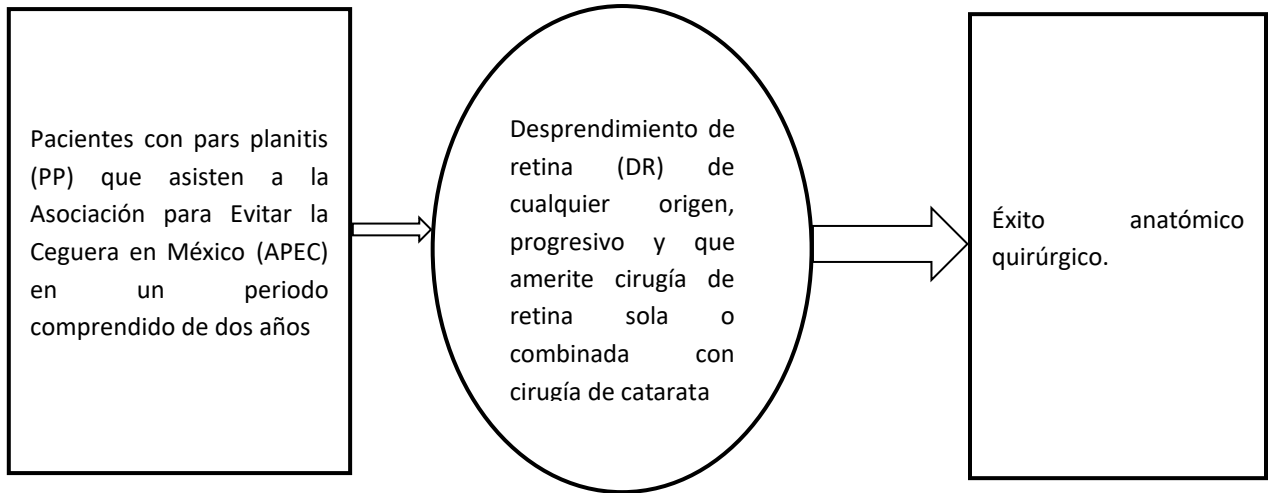 Pacientes con pars planitis
(PP) que asisten a la
Asociación para Evitar la
Ceguera en México (APEC)
en un periodo
comprendido de dos años
Desprendimiento de
retina (DR) de
cualquier origen,
progresivo y que
amerite cirugía de
retina sola o
combinada con
cirugía de catarata
Éxito anatómico
quirúrgico.